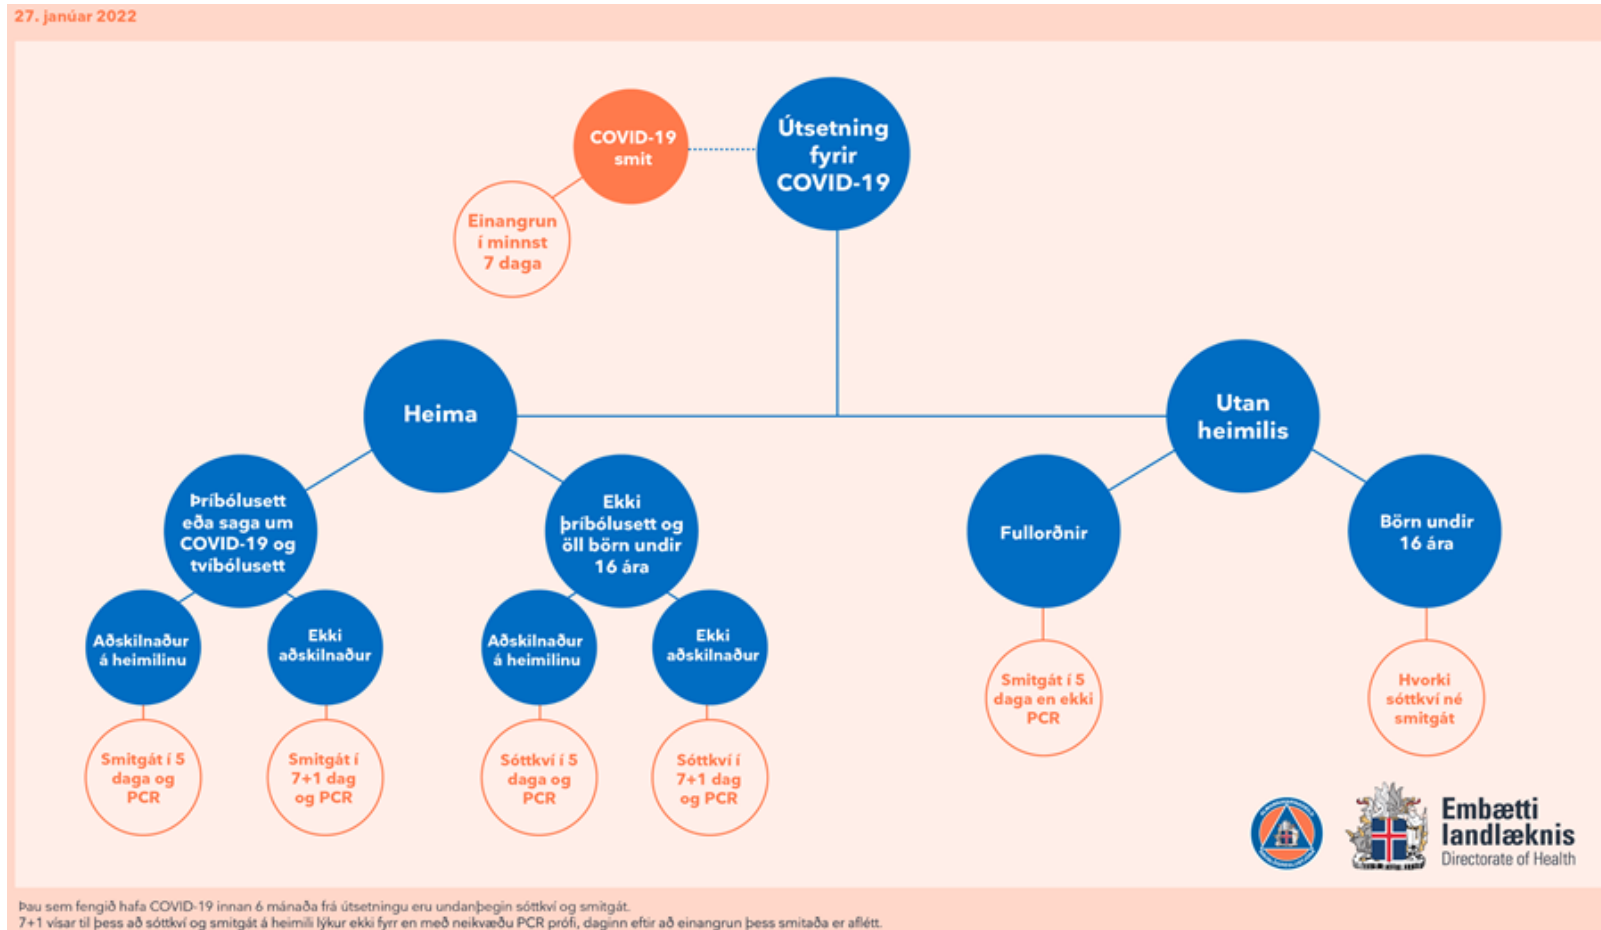 27. janúar 2022
COVID-19
smit
Útsetning
fyrir
COVID-19
Einangrun
í minnst
7 daga
Heima
Utan
heimilis
Þríbólusett
eða saga um
COVID-19 og
tvíbólusett
Ekki
þríbólusett og
öll börn undir
16 ára
Fullorðnir
Börn undir
16 ára
Aðskilnaður
á heimilinu
Ekki
aðskilnaður
Aðskilnaður
á heimilinu
Ekki
aðskilnaður
Smitgát í 5
daga og
PCR
Smitgát í
7+1 dag
og PCR
Sóttkví í 5
daga og
PCR
Sóttkví í
7+1 dag
og PCR
Smitgát í 5
daga en ekki
PCR
Hvorki
sóttkví né
smitgát
Embætti
landlæknis
Directorate of Health
Þau sem fengið hafa COVID-19 innan 6 mánaða frá útsetningu eru undanþegin sóttkví og smitgát.
7+1 vísar til þess að sóttkví og smitgát á heimili lýkur ekki fyrr en með neikvæðu PCR prófi, daginn eftir að einangrun þess smitaða er aflétt.